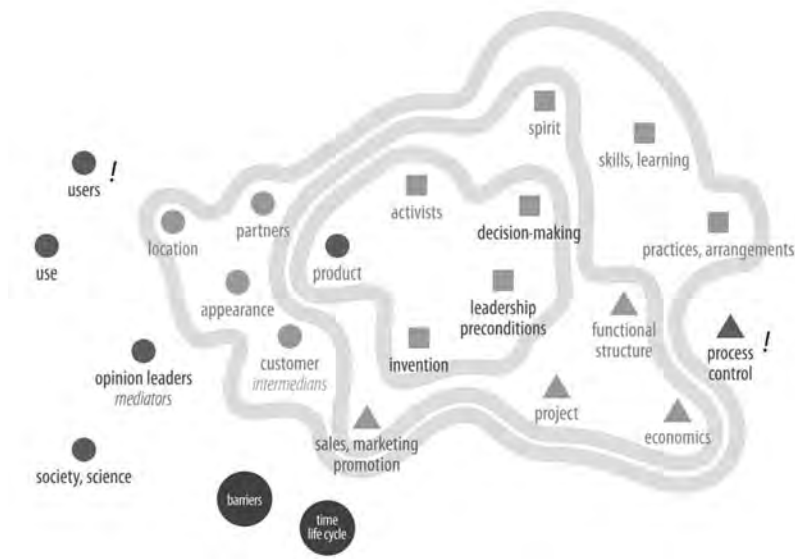 spirit
skills, learning
users !
activists
partners
decision-making
location
practices, arrangements
use
product
appearance
leadership
preconditions
functional
structure
process
control !
customer
intermedians
invention
opinion leaders
mediators
project
economics
sales, marketing
promotion
society, science
barriers
time
life cycle